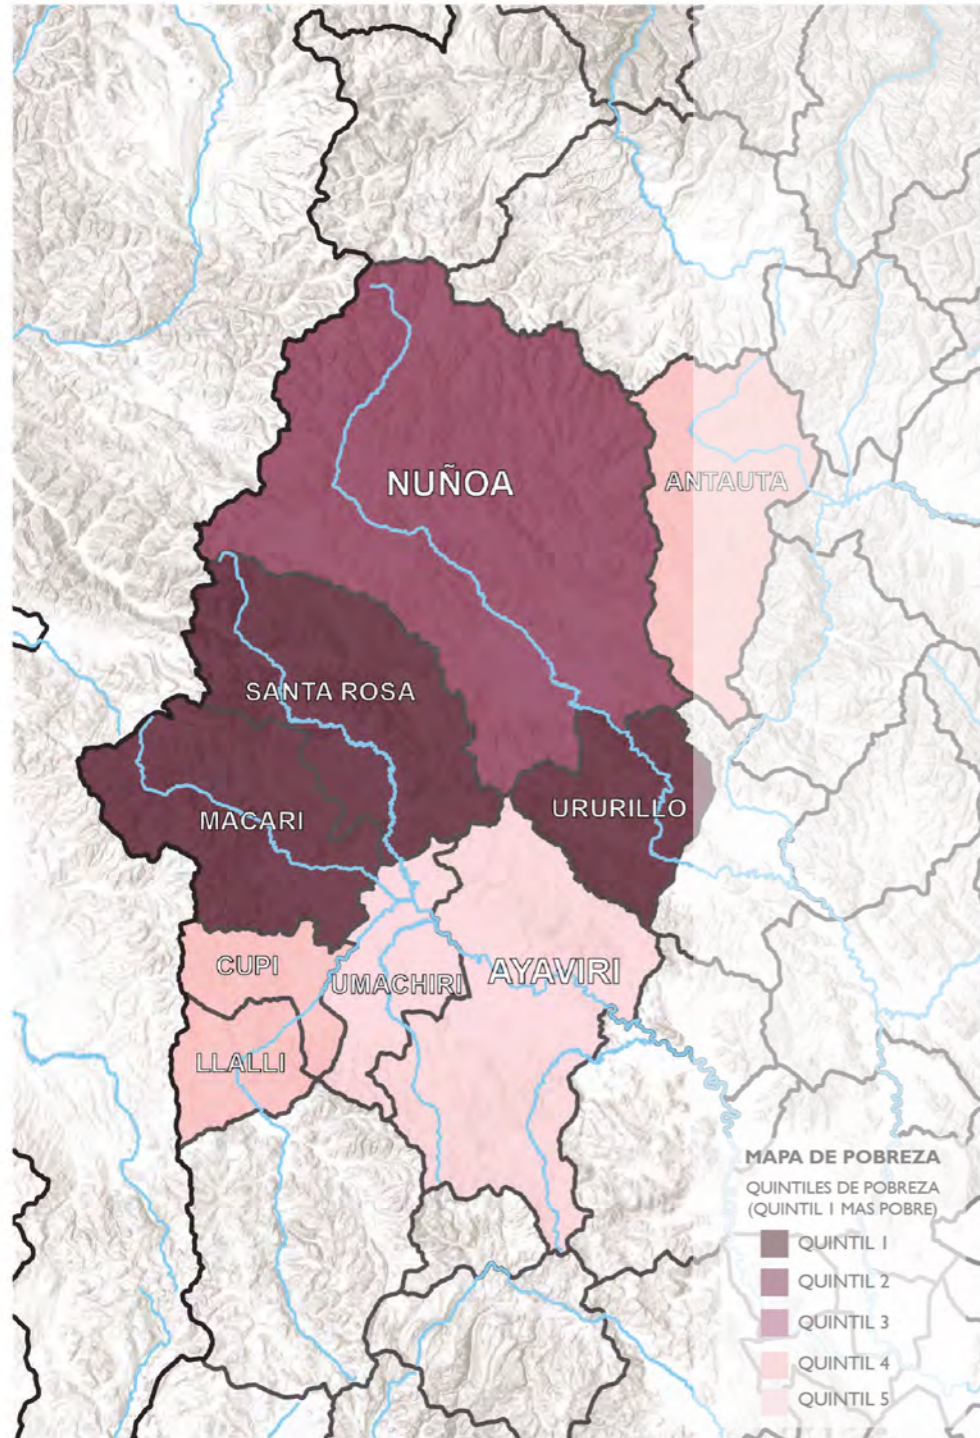 NUÑOA
ANTAUTA
SANTA ROSA
MACARI
URURILLO
CUPI
UMACHIRI
AYAVIRI
LLALLI
MAPA DE POBREZA
QUINTILES DE POBREZA
(QUINTIL 1 MAS POBRE)
QUINTIL 1
QUINTIL 2
QUINTIL 3
QUINTIL 4
QUINTIL 5